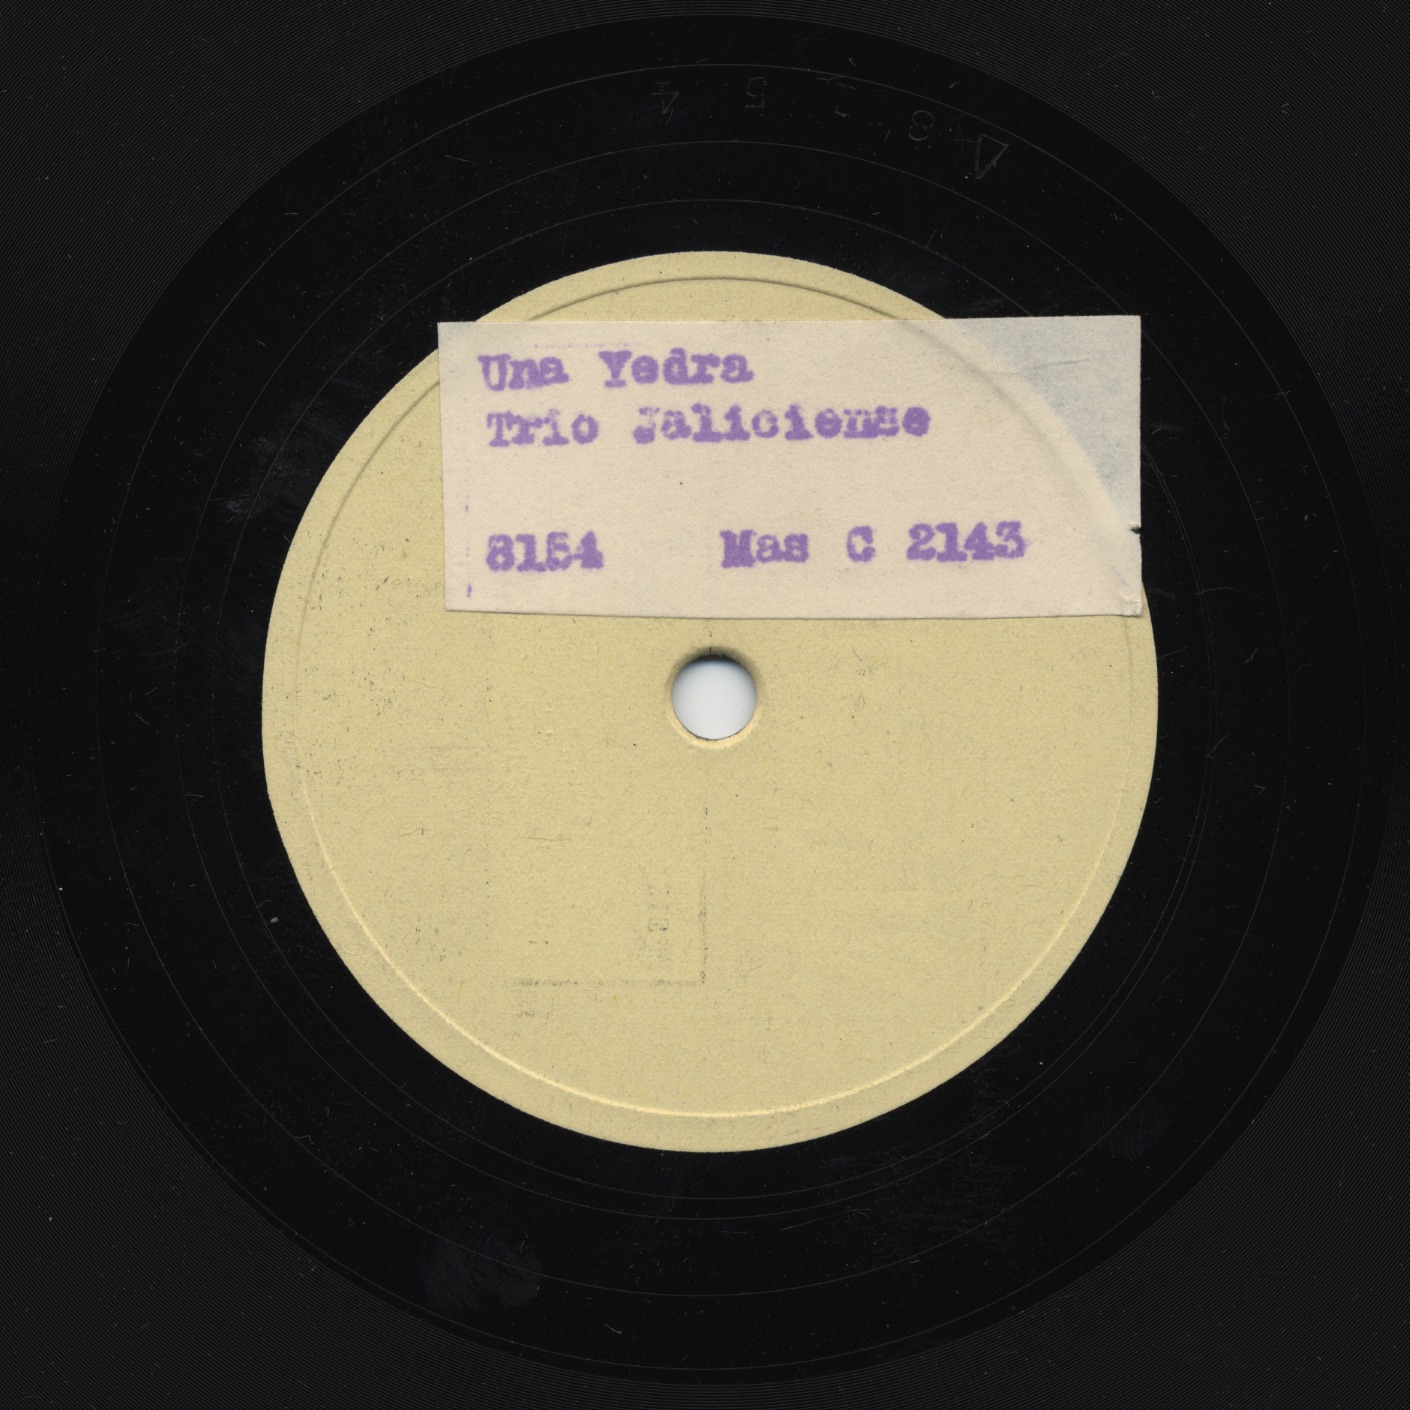 Una Yedra
Trio Jaliciense
8154 Mas C 2143